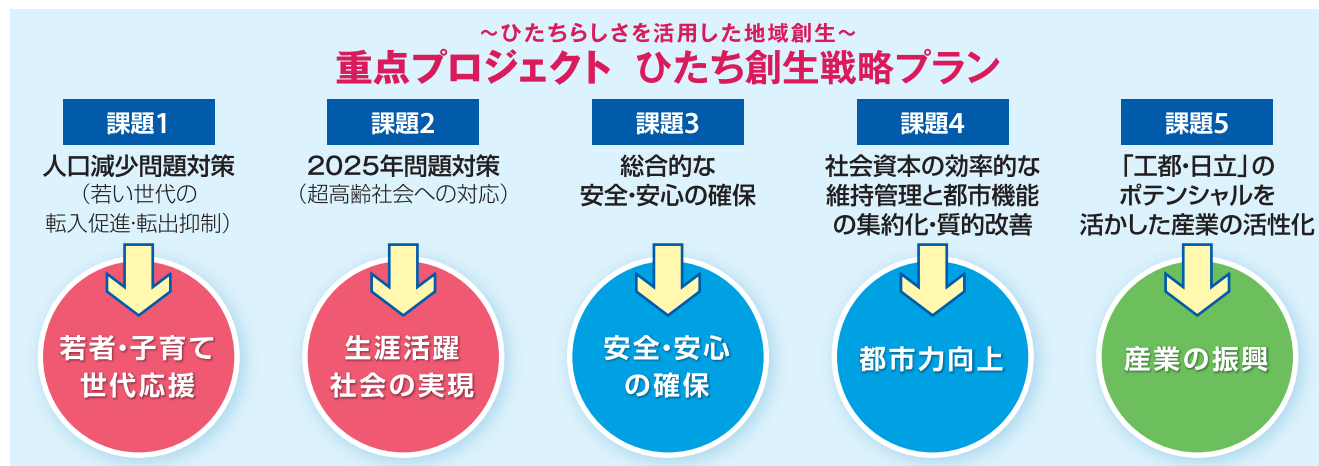 ～ひたちらしさを活用した地域創生～
重点プロジェクト ひたち創生戦略プラン
課題1
人口減少問題対策
（若い世代の
転入促進・転出抑制）
若者・子育て
世代応援
課題2
2025年問題対策
（超高齢社会への対応）
生涯活躍
社会の実現
課題3
総合的な
安全・安心の確保
安全・安心
の確保
課題4
社会資本の効率的な
維持管理と都市機能
の集約化・質的改善
都市力向上
課題5
「工都・日立」の
ポテンシャルを
活かした産業の活性化
産業の振興